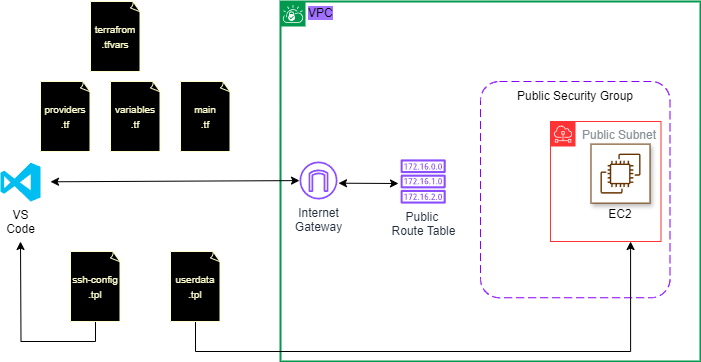 terrafrom
.tfvars
VPC
providers
.tf
variables
.tf
main
.tf
Public Security Group
Public Subnet
172.16.0.0
172.16.1.0
172.16.2.0
EC2
VS
Code
Internet
Gateway
Public
Route Table
ssh-config
.tpl
userdata
.tpl